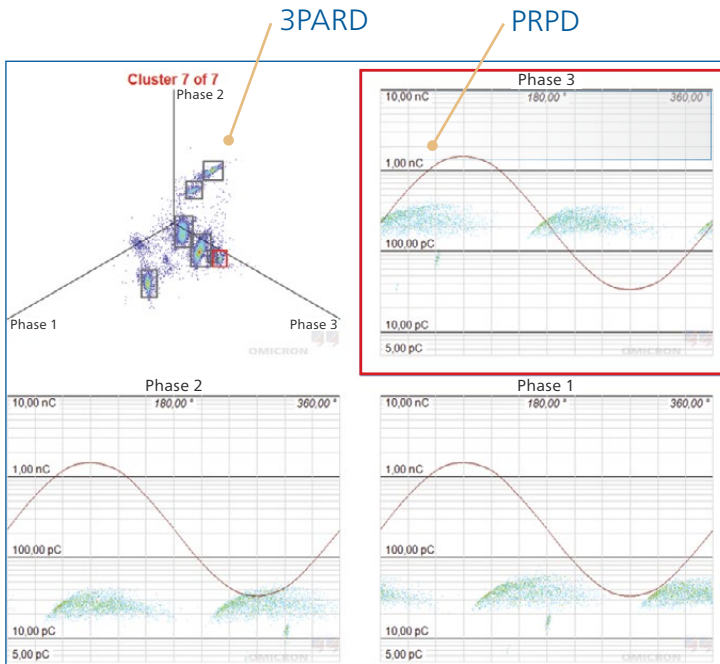 3PARD
PRPD
Cluster 7 of 7
Phase 2
Phase 1
Phase 3
OMICRON
Phase 3
10,00 nC
180,00 °
360,00 °
1,00 nC
100,00 pC
10,00 pC
5,00 pC
OMICRON
Phase 2
10,00 nC
180,00 °
360,00 °
1,00 nC
100,00 pC
10,00 pC
5,00 pC
OMICRON
Phase 1
10,00 nC
180,00 °
360,00 °
1,00 nC
100,00 pC
10,00 pC
5,00 pC
OMICRON